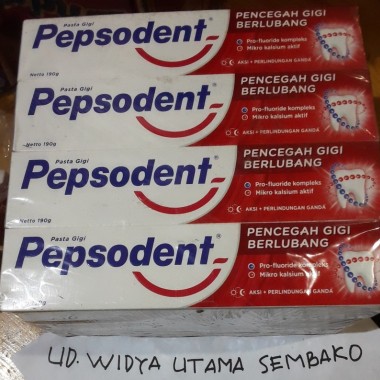 Pasta Gigi
Pepsodent
Netto 190g
PENCEGAH GIGI
BERLUBANG
Pro-fluoride kompleks
Mikro kalsium aktif
AKSI + PERLINDUNGAN GANDA
Pasta Gigi
Pepsodent
Netto 190g
PENCEGAH GIGI
BERLUBANG
Pro-fluoride kompleks
Mikro kalsium aktif
AKSI + PERLINDUNGAN GANDA
Pasta Gigi
Pepsodent
Netto 190g
PENCEGAH GIGI
BERLUBANG
Pro-fluoride kompleks
Mikro kalsium aktif
AKSI + PERLINDUNGAN GANDA
Pasta Gigi
Pepsodent
PENCEGAH GIGI
BERLUBANG
Pro-fluoride kompleks
Mikro kalsium aktif
AKSI + PERLINDUNGAN GANDA
UD. WIDYA UTAMA SEMBAKO